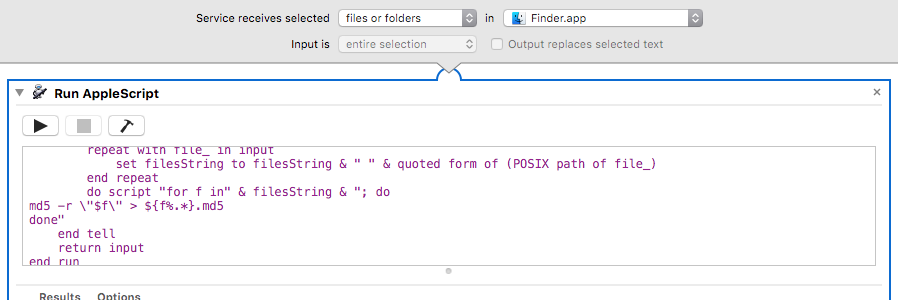 Service receives selected files or folders in Finder.app
Input is entire selection Output replaces selected text
Run AppleScript
repeat with file_ in input
set filesString to filesString & " " & quoted form of (POSIX path of file_)
end repeat
do script "for f in" & filesString & "; do
md5 -r \"$f\" > ${f%.*}.md5
done"
end tell
return input
end run
Results Options